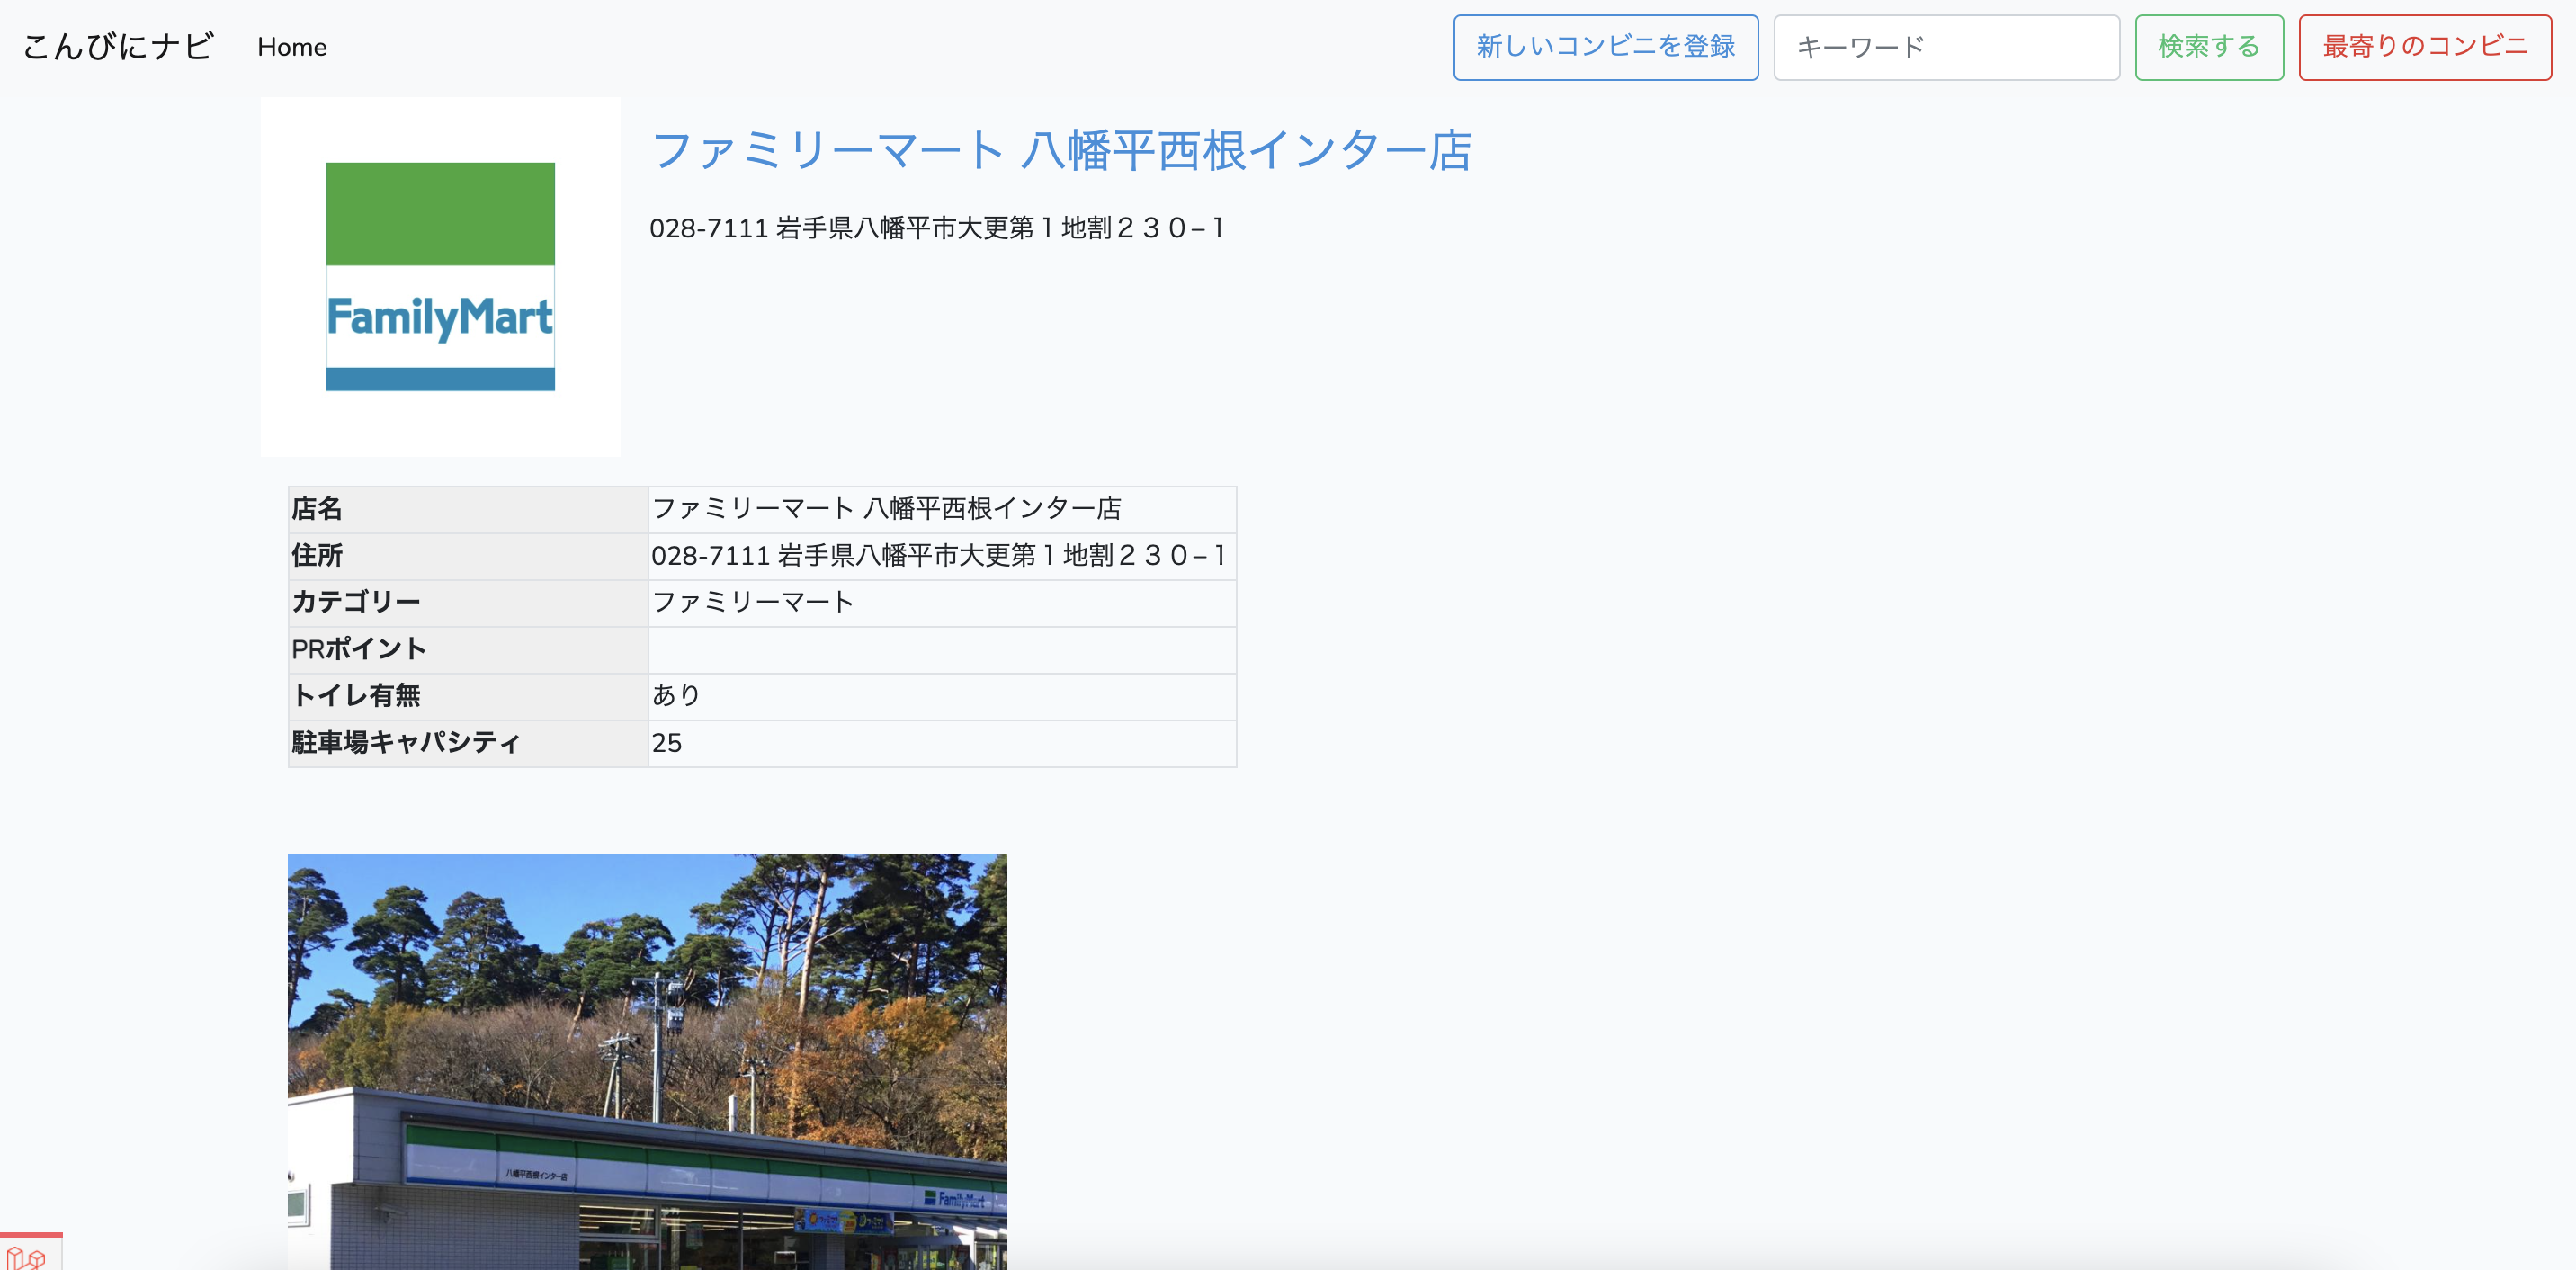 こんびにナビ Home 新しいコンビニを登録 キーワード 検索する 最寄りのコンビニ
ファミリーマート 八幡平西根インター店
028-7111 岩手県八幡平市大更第１地割２３０−１
FamilyMart
店名 ファミリーマート 八幡平西根インター店
住所 028-7111 岩手県八幡平市大更第１地割２３０−１
カテゴリー ファミリーマート
PRポイント
トイレ有無 あり
駐車場キャパシティ 25
八幡平西根インター店
FamilyMart